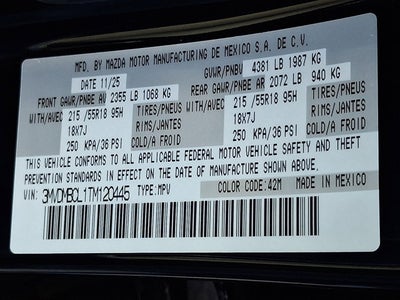 MFD. BY MAZDA MOTOR MANUFACTURING DE MEXICO S.A. DE C.V.
DATE 11/25 GVWR/PNBV 4381 LB 1987 KG
FRONT GAWR/PNBE AV 2355 LB 1068 KG REAR GAWR/PNBE AR 2072 LB 940 KG
WITH/AVEC 215 /55R18 95H TIRES/PNEUS WITH/AVEC 215 /55R18 95H TIRES/PNEUS
18X7J RIMS/JANTES 18X7J RIMS/JANTES
250 KPA/36 PSI COLD/A FROID 250 KPA/36 PSI COLD/A FROID
THIS VEHICLE CONFORMS TO ALL APPLICABLE FEDERAL MOTOR VEHICLE SAFETY AND THEFT
PREVENTION STANDARDS IN EFFECT ON THE DATE OF MANUFACTURE SHOWN ABOVE.
VIN: TYPE:MPV COLOR CODE:42M MADE IN MEXICO